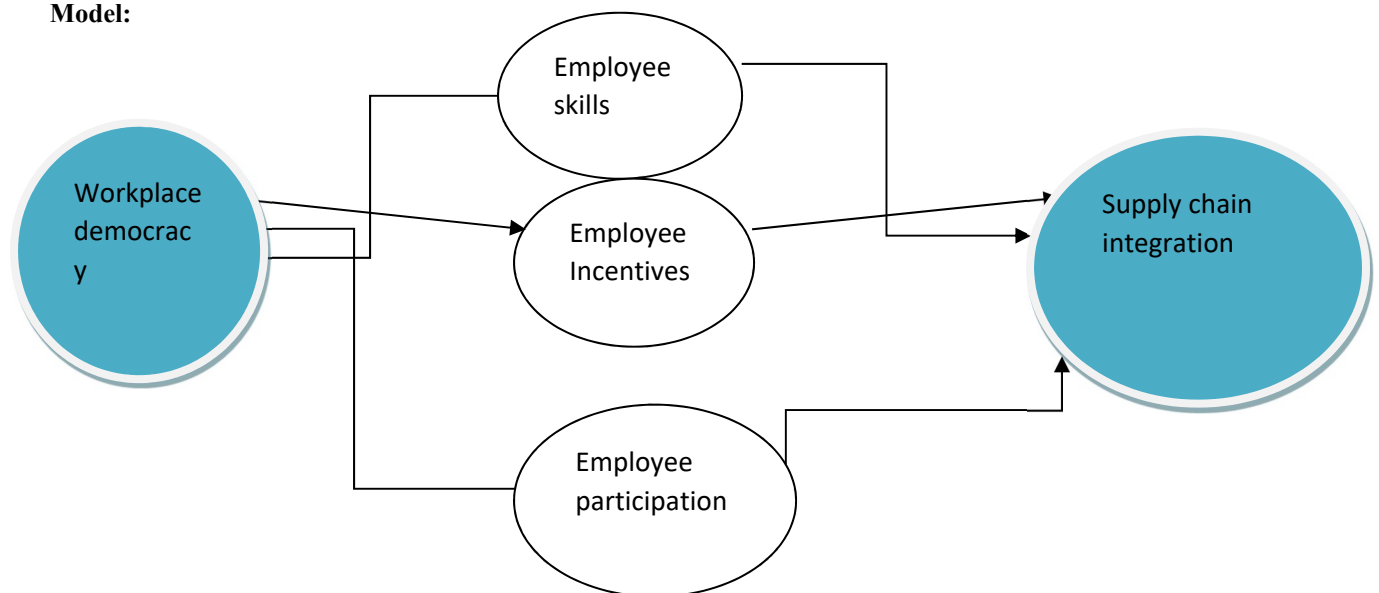 Model:
Employee
skills
Workplace
democrac
y
Employee
Incentives
Supply chain
integration
Employee
participation